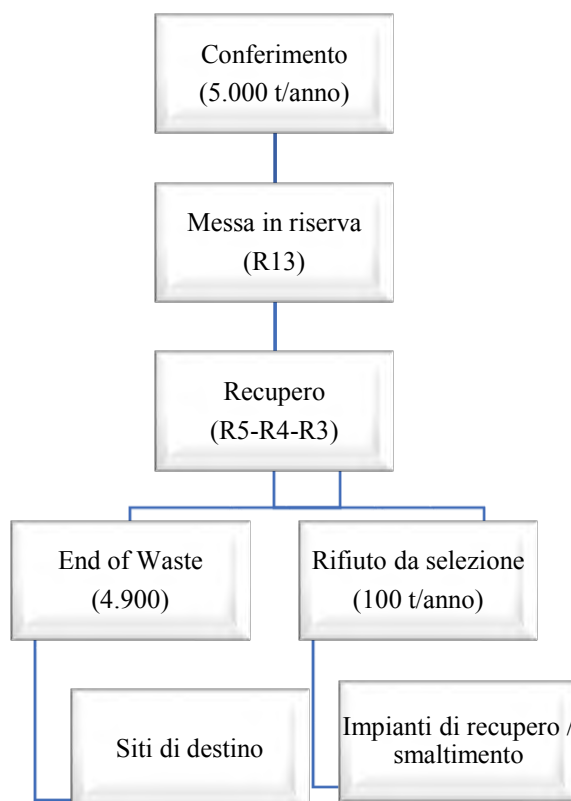 Conferimento
(5.000 t/anno)
Messa in riserva
(R13)
Recupero
(R5-R4-R3)
End of Waste
(4.900)
Rifiuto da selezione
(100 t/anno)
Siti di destino
Impianti di recupero /
smaltimento